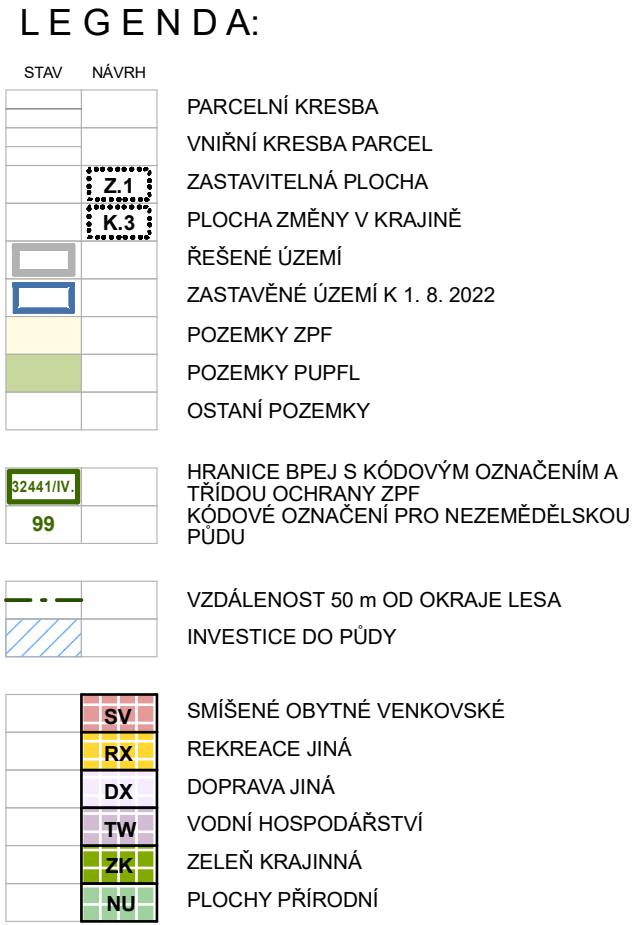 L E G E N D A:
STAV NÁVRH
PARCELNÍ KRESBA
VNIŘNÍ KRESBA PARCEL
Z.1 ZASTAVITELNÁ PLOCHA
K.3 PLOCHA ZMĚNY V KRAJINĚ
ŘEŠENÉ ÚZEMÍ
ZASTAVĚNÉ ÚZEMÍ K 1. 8. 2022
POZEMKY ZPF
POZEMKY PUPFL
OSTANÍ POZEMKY
32441/IV. HRANICE BPEJ S KÓDOVÝM OZNAČENÍM A
TŘÍDOU OCHRANY ZPF
99 KÓDOVÉ OZNAČENÍ PRO NEZEMĚDĚLSKOU
PŮDU
VZDÁLENOST 50 m OD OKRAJE LESA
INVESTICE DO PŮDY
SV SMÍŠENÉ OBYTNÉ VENKOVSKÉ
RX REKREACE JINÁ
DX DOPRAVA JINÁ
TW VODNÍ HOSPODÁŘSTVÍ
ZK ZELEŇ KRAJINNÁ
NU PLOCHY PŘÍRODNÍ